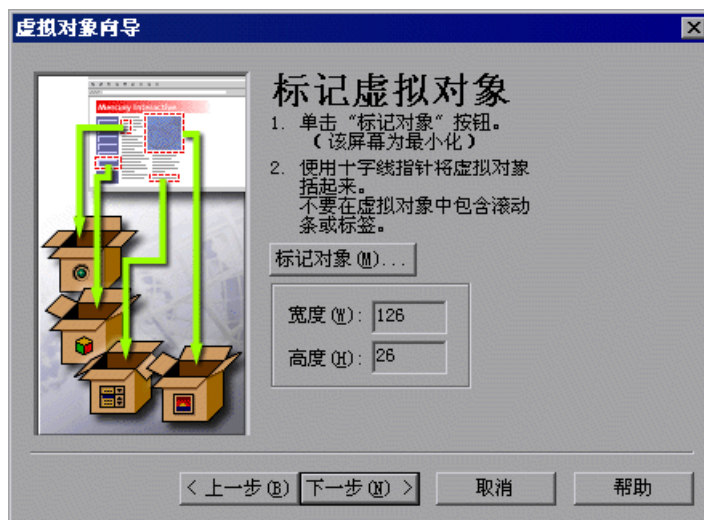 虚拟对象向导
Mercury Interactive
标记虚拟对象
1. 单击“标记对象”按钮。
（该屏幕为最小化）
2. 使用十字线指针将虚拟对象
括起来。
不要在虚拟对象中包含滚动
条或标签。
标记对象(M)...
宽度(W): 126
高度(H): 26
< 上一步(B)
下一步(N) >
取消
帮助